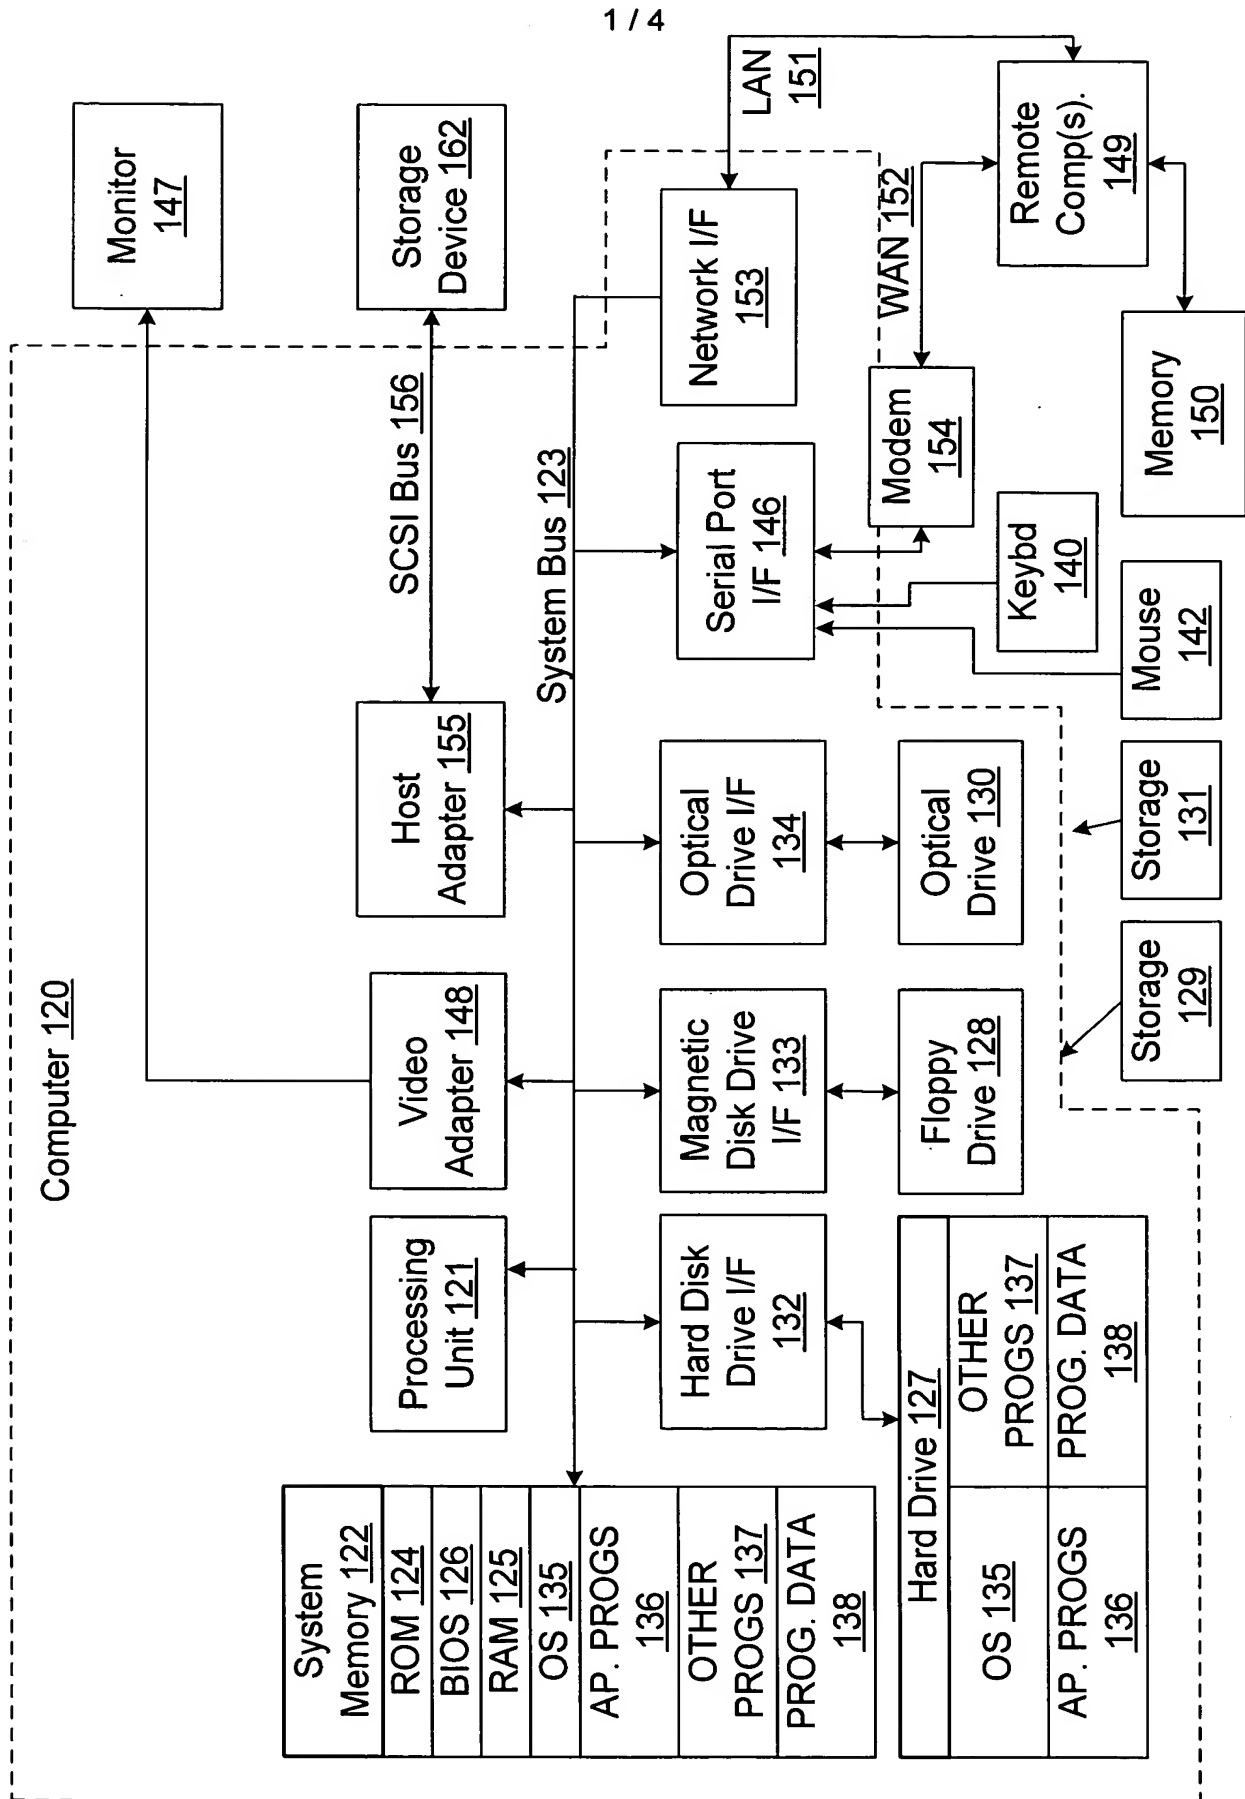 1 / 4
Computer 120
Monitor
147
Storage
Device 162
SCSI Bus 156
Processing
Unit 121
Video
Adapter 148
Host
Adapter 155
System Bus 123
System
Memory 122
ROM 124
BIOS 126
RAM 125
OS 135
AP. PROGS
136
OTHER
PROGS 137
PROG. DATA
138
Hard Disk
Drive I/F
132
Magnetic
Disk Drive
I/F 133
Optical
Drive I/F
134
Serial Port
I/F 146
Network I/F
153
LAN
151
Hard Drive 127
OS 135
OTHER
PROGS 137
AP. PROGS
136
PROG. DATA
138
Floppy
Drive 128
Optical
Drive 130
Modem
154
WAN 152
Remote
Comp(s).
149
Keybd
140
Storage
129
Storage
131
Mouse
142
Memory
150